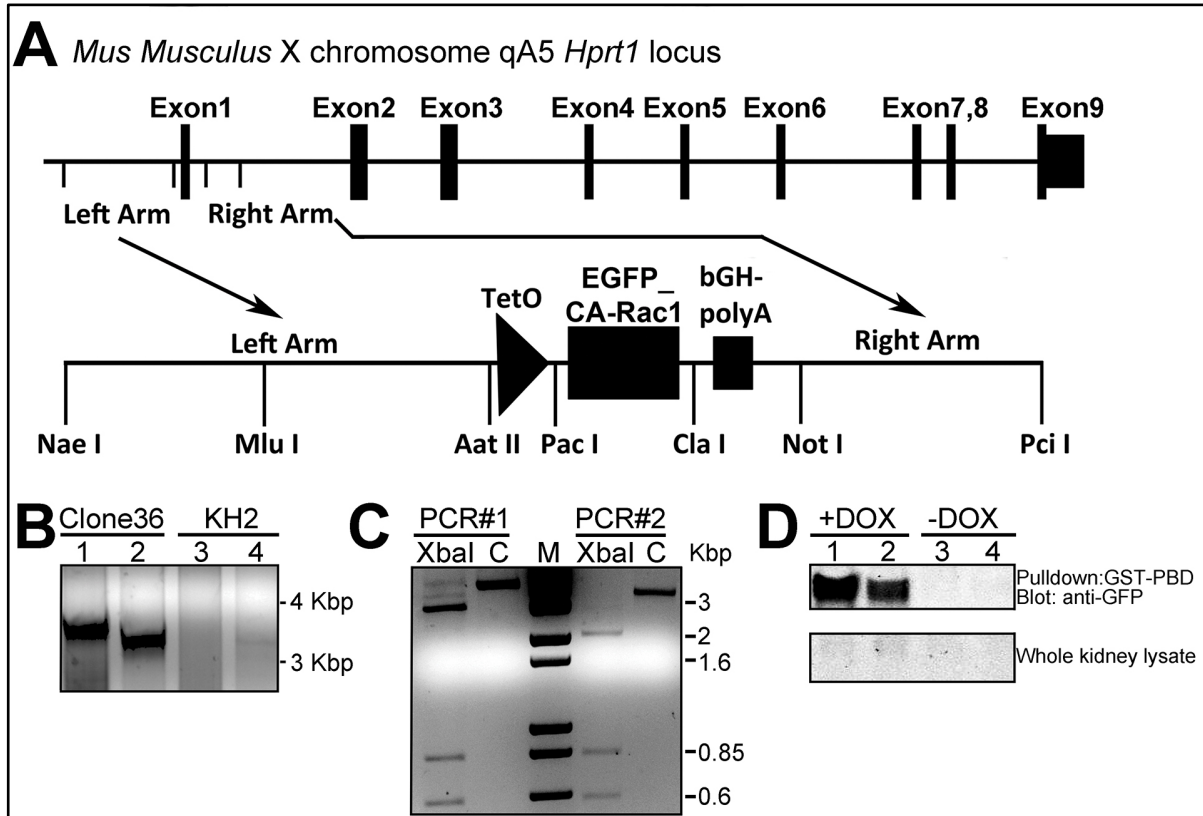 A Mus Musculus X chromosome qA5 Hprt1 locus
Exon1 Exon2 Exon3 Exon4 Exon5 Exon6 Exon7,8 Exon9
Left Arm Right Arm
TetO EGFP_ CA-Rac1 bGH- polyA
Left Arm Right Arm
Nae I Mlu I Aat II Pac I Cla I Not I Pci I
B Clone36 KH2
1 2 3 4
-4 Kbp
-3 Kbp
C PCR#1 PCR#2
XbaI C M XbaI C Kbp
-3
-2
-1.6
-0.85
-0.6
D +DOX -DOX
1 2 3 4
Pulldown:GST-PBD
Blot: anti-GFP
Whole kidney lysate